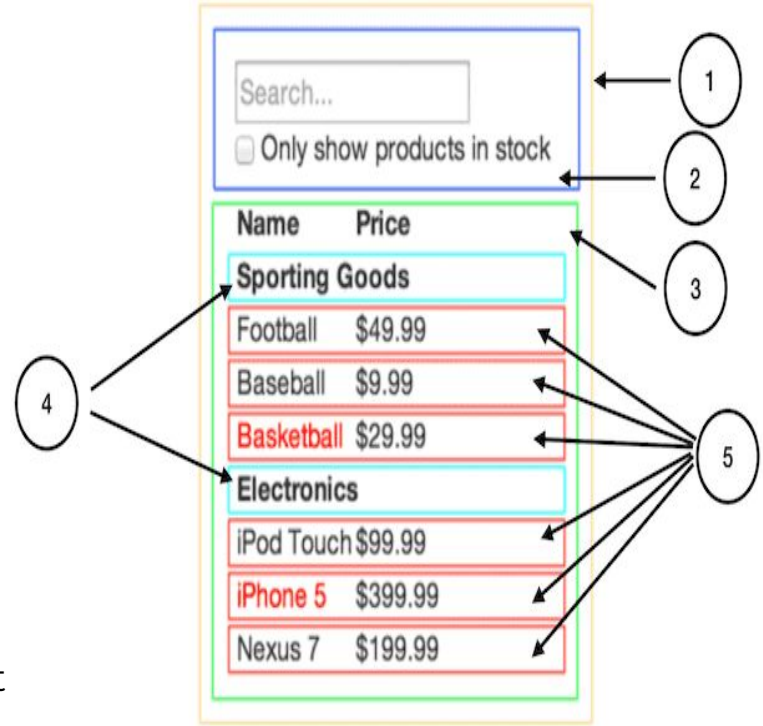 1
Search...
Only show products in stock
2
Name Price
3
Sporting Goods
Football $49.99
Baseball $9.99
4
Basketball $29.99
5
Electronics
iPod Touch $99.99
iPhone 5 $399.99
Nexus 7 $199.99
t